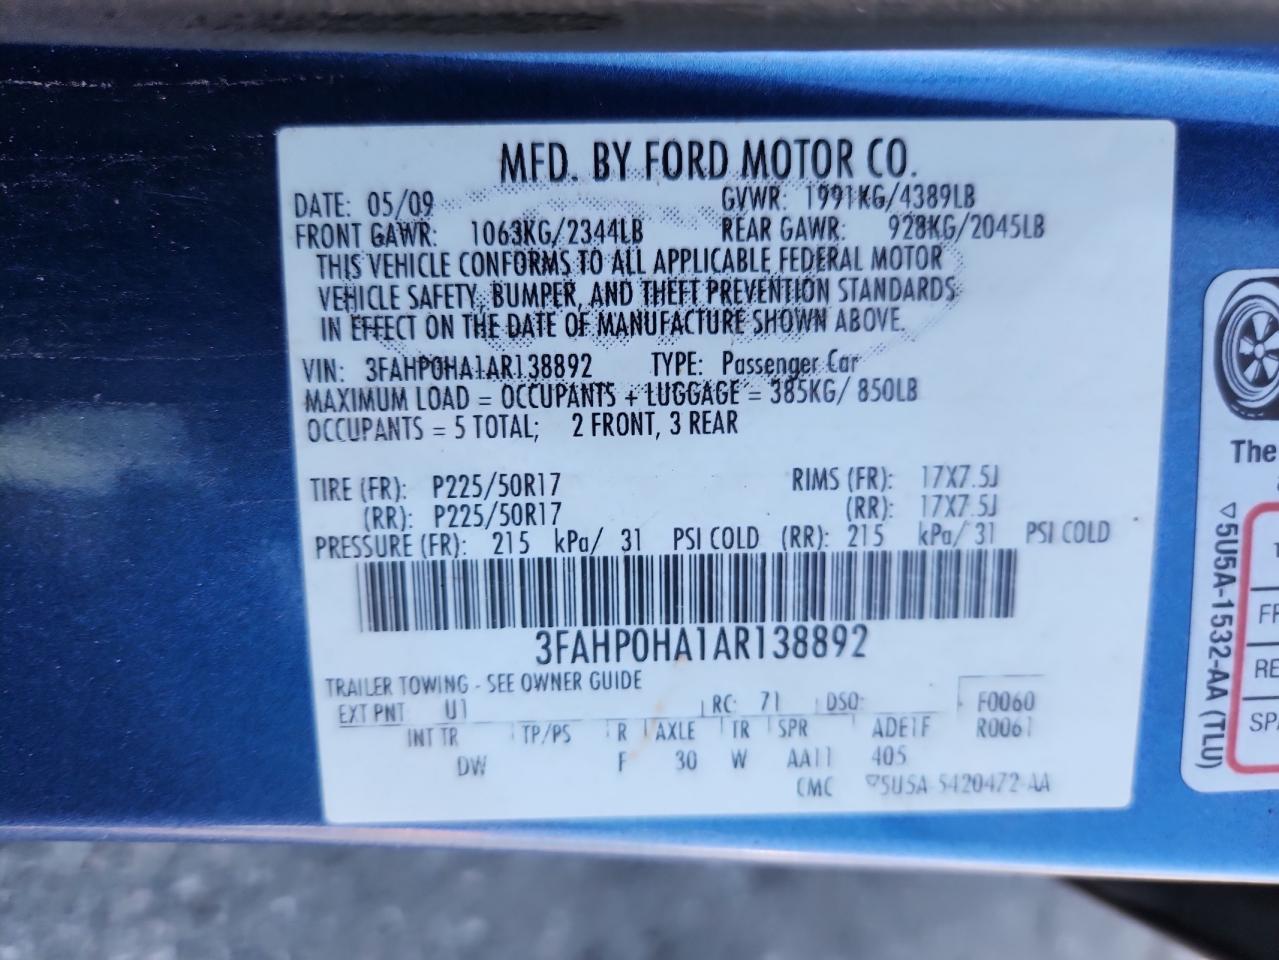 MFD. BY FORD MOTOR CO.
DATE: 05/09 GVWR: 1991KG/4389LB
FRONT GAWR: 1063KG/2344LB REAR GAWR: 928KG/2045LB
THIS VEHICLE CONFORMS TO ALL APPLICABLE FEDERAL MOTOR
VEHICLE SAFETY, BUMPER, AND THEFT PREVENTION STANDARDS
IN EFFECT ON THE DATE OF MANUFACTURE SHOWN ABOVE.
VIN: 3FAHP0HA1AR138892 TYPE: Passenger Car
MAXIMUM LOAD = OCCUPANTS + LUGGAGE = 385KG/ 850LB
OCCUPANTS = 5 TOTAL; 2 FRONT, 3 REAR
TIRE (FR): P225/50R17 RIMS (FR): 17X7.5J
(RR): P225/50R17 (RR): 17X7.5J
PRESSURE (FR): 215 kPa/ 31 PSI COLD (RR): 215 kPa/ 31 PSI COLD
3FAHP0HA1AR138892
TRAILER TOWING - SEE OWNER GUIDE
EXT PNT U1 RC: 71 DSO: F0060
INT TR TP/PS R AXLE TR SPR ADE1F R0061
DW F 30 W AA11 405
CMC ▽5U5A-5420472-AA
The
▽5U5A-1532-AA (TLU)
FR
RE
SPA